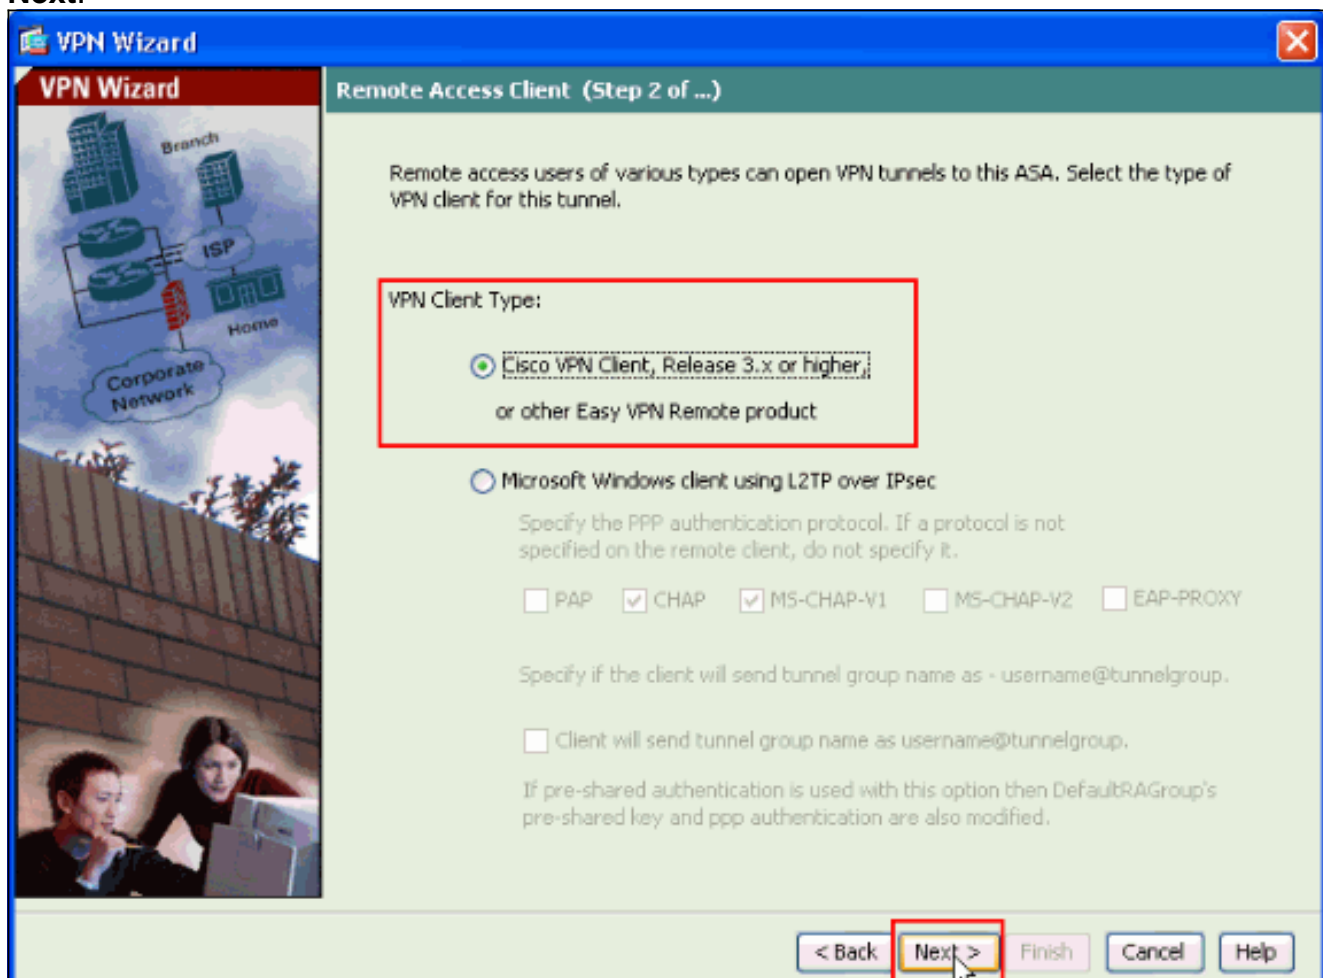 Next.
VPN Wizard
VPN Wizard
Remote Access Client (Step 2 of ...)
Branch
ISP
Home
Corporate
Network
Remote access users of various types can open VPN tunnels to this ASA. Select the type of
VPN client for this tunnel.
VPN Client Type:
Cisco VPN Client, Release 3.x or higher,
or other Easy VPN Remote product
Microsoft Windows client using L2TP over IPsec
Specify the PPP authentication protocol. If a protocol is not
specified on the remote client, do not specify it.
PAP CHAP MS-CHAP-V1 MS-CHAP-V2 EAP-PROXY
Specify if the client will send tunnel group name as - username@tunnelgroup.
Client will send tunnel group name as username@tunnelgroup.
If pre-shared authentication is used with this option then DefaultRAGroup's
pre-shared key and ppp authentication are also modified.
< Back Next > Finish Cancel Help